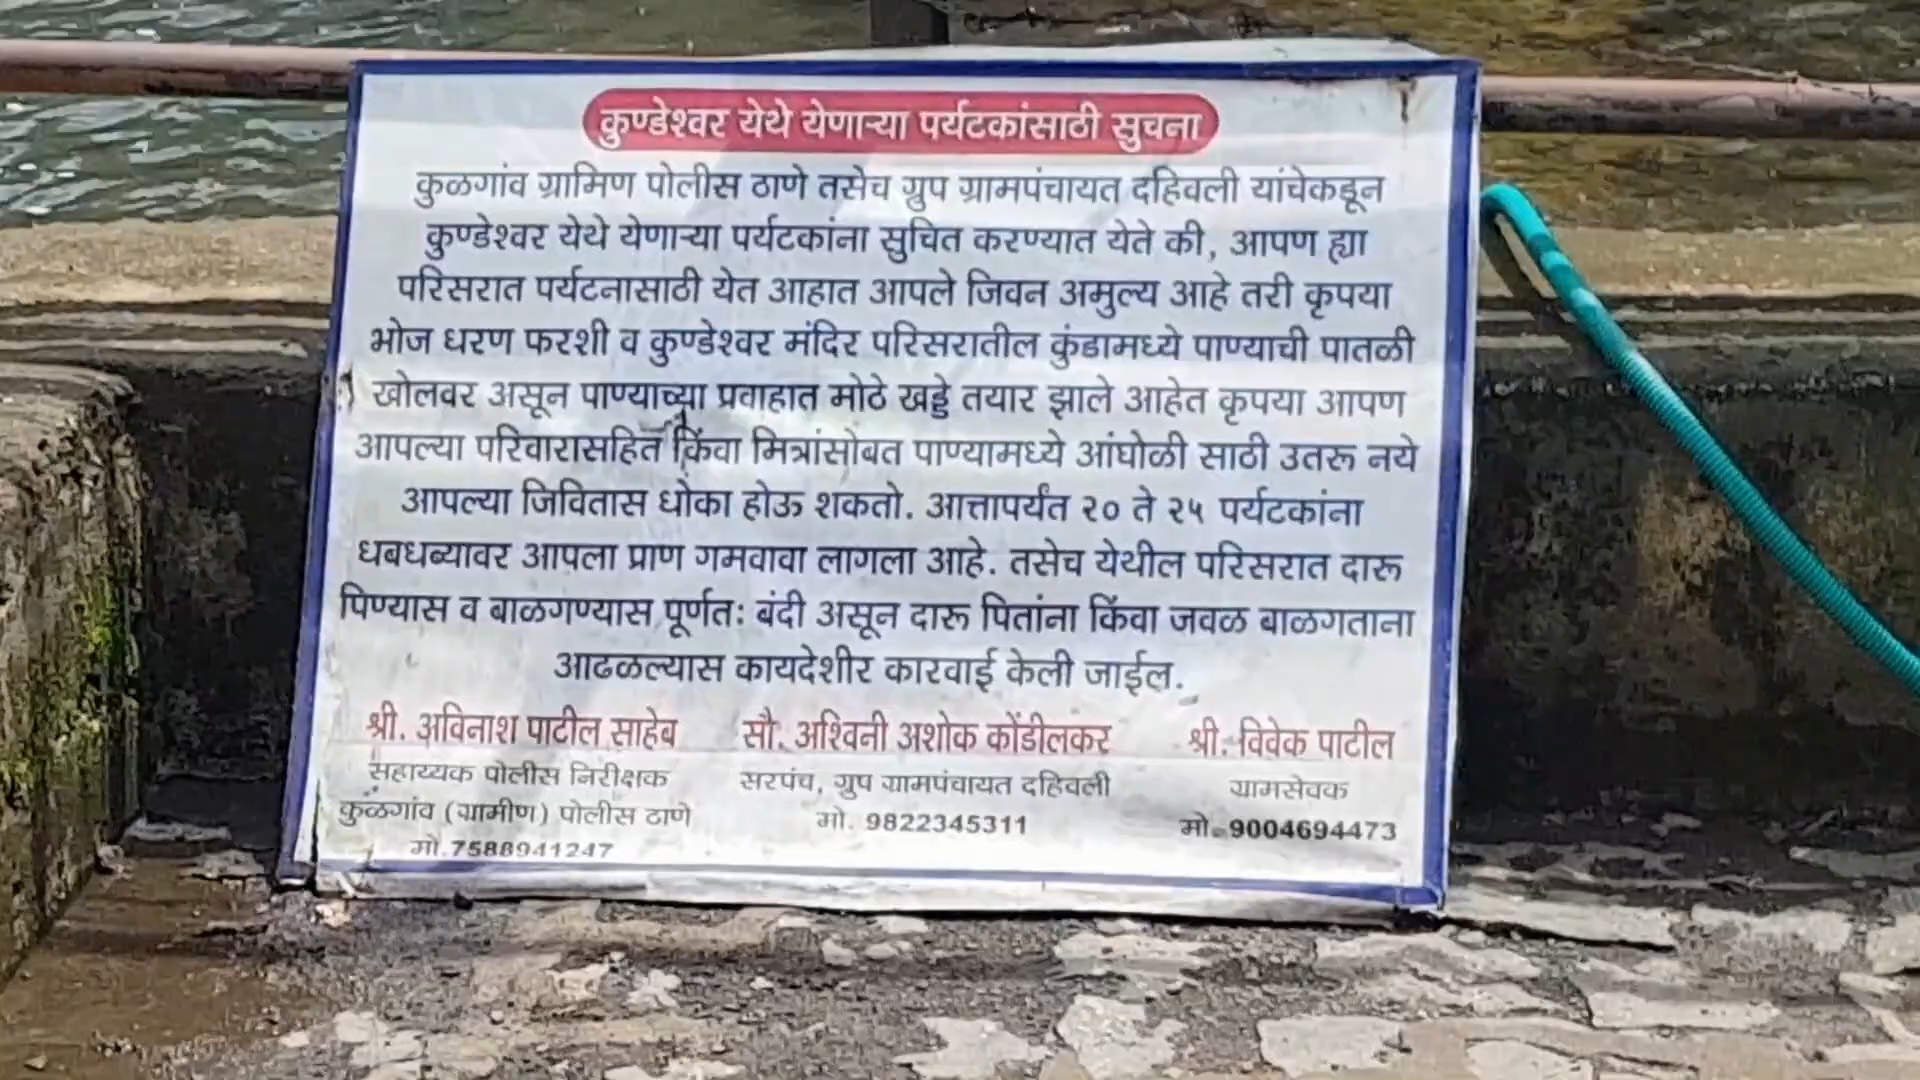 कुण्डेश्वर येथे येणाऱ्या पर्यटकांसाठी सुचना
कुळगांव ग्रामिण पोलीस ठाणे तसेच ग्रुप ग्रामपंचायत दहिवली यांचेकडून
कुण्डेश्वर येथे येणाऱ्या पर्यटकांना सुचित करण्यात येते की, आपण ह्या
परिसरात पर्यटनासाठी येत आहात आपले जिवन अमुल्य आहे तरी कृपया
भोज धरण फरशी व कुण्डेश्वर मंदिर परिसरातील कुंडामध्ये पाण्याची पातळी
खोलवर असून पाण्याच्या प्रवाहात मोठे खड्डे तयार झाले आहेत कृपया आपण
आपल्या परिवारासहित किंवा मित्रांसोबत पाण्यामध्ये आंघोळी साठी उतरू नये
आपल्या जिवितास धोका होऊ शकतो. आत्तापर्यंत २० ते २५ पर्यटकांना
धबधब्यावर आपला प्राण गमवावा लागला आहे. तसेच येथील परिसरात दारू
पिण्यास व बाळगण्यास पूर्णतः बंदी असून दारू पितांना किंवा जवळ बाळगताना
आढळल्यास कायदेशीर कारवाई केली जाईल.
श्री. अविनाश पाटील साहेब सौ. अश्विनी अशोक कोंडीलकर श्री. विवेक पाटील
सहाय्यक पोलीस निरीक्षक सरपंच, ग्रुप ग्रामपंचायत दहिवली ग्रामसेवक
कुळगांव (ग्रामीण) पोलीस ठाणे मो. 9822345311 मो. 9004694473
मो.7588941247